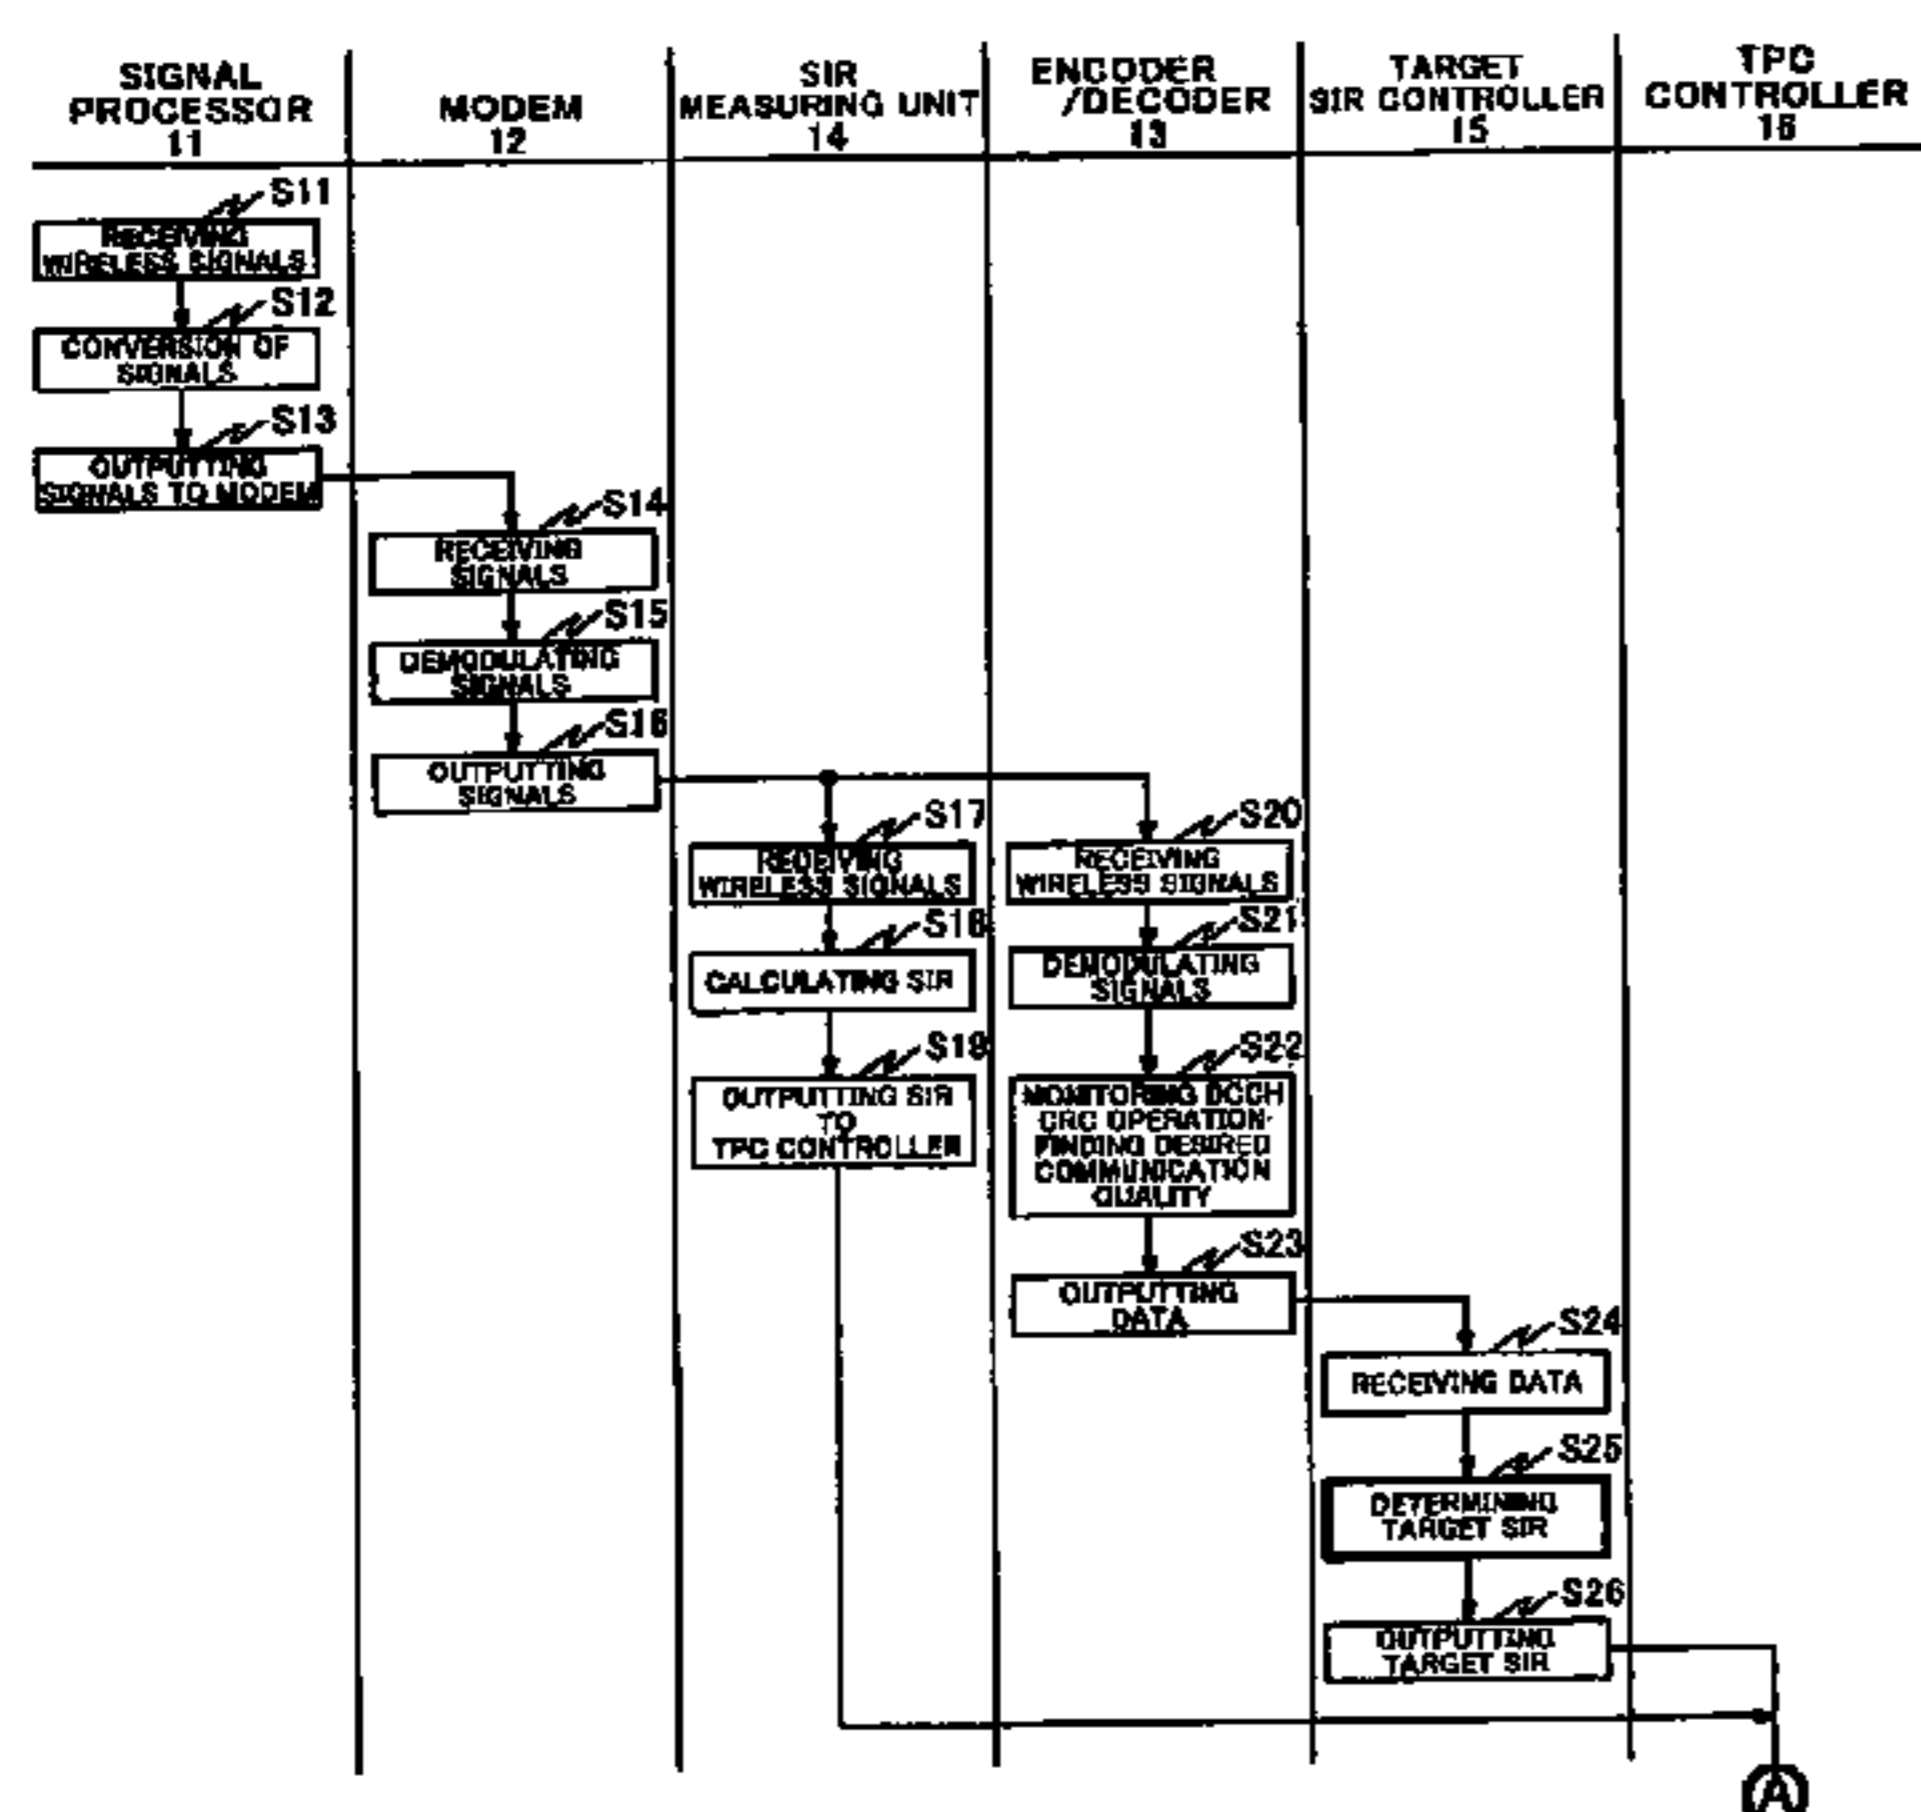 SIGNAL
PROCESSOR
11
MODEM
12
SIR
MEASURING UNIT
14
ENCODER
/DECODER
13
TARGET
SIR CONTROLLER
15
TPC
CONTROLLER
16
S11
RECEIVING
WIRELESS SIGNALS
S12
CONVERSION OF
SIGNALS
S13
OUTPUTTING
SIGNALS TO MODEM
S14
RECEIVING
SIGNALS
S15
DEMODULATING
SIGNALS
S16
OUTPUTTING
SIGNALS
S17
RECEIVING
WIRELESS SIGNALS
S18
CALCULATING SIR
S19
OUTPUTTING SIR
TO
TPC CONTROLLER
S20
RECEIVING
WIRELESS SIGNALS
S21
DEMODULATING
SIGNALS
S22
MONITORING DCCH
CRC OPERATION·
FINDING DESIRED
COMMUNICATION
QUALITY
S23
OUTPUTTING
DATA
S24
RECEIVING DATA
S25
DETERMINING
TARGET SIR
S26
OUTPUTTING
TARGET SIR
A